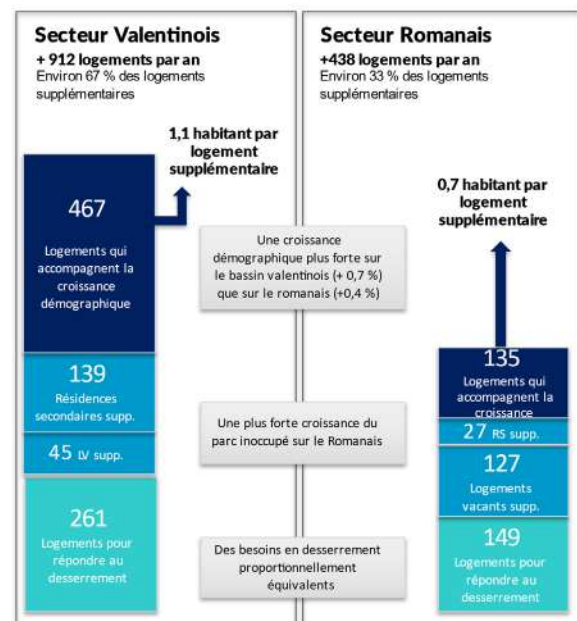 Secteur Valentinois
+ 912 logements par an
Environ 67 % des logements
supplémentaires
1,1 habitant par
logement
supplémentaire
467
Logements qui
accompagnent la
croissance
démographique
139
Résidences
secondaires supp.
45 LV supp.
261
Logements pour
répondre au
desserrement
Une croissance
démographique plus forte sur
le bassin valentinois (+ 0,7 %)
que sur le romanais (+0,4 %)
Une plus forte croissance du
parc inoccupé sur le Romanais
Des besoins en desserrement
proportionnellement
équivalents
Secteur Romanais
+438 logements par an
Environ 33 % des logements
supplémentaires
0,7 habitant par
logement
supplémentaire
135
Logements qui
accompagnent la
croissance
27 RS supp.
127
Logements
vacants supp.
149
Logements pour
répondre au
desserrement